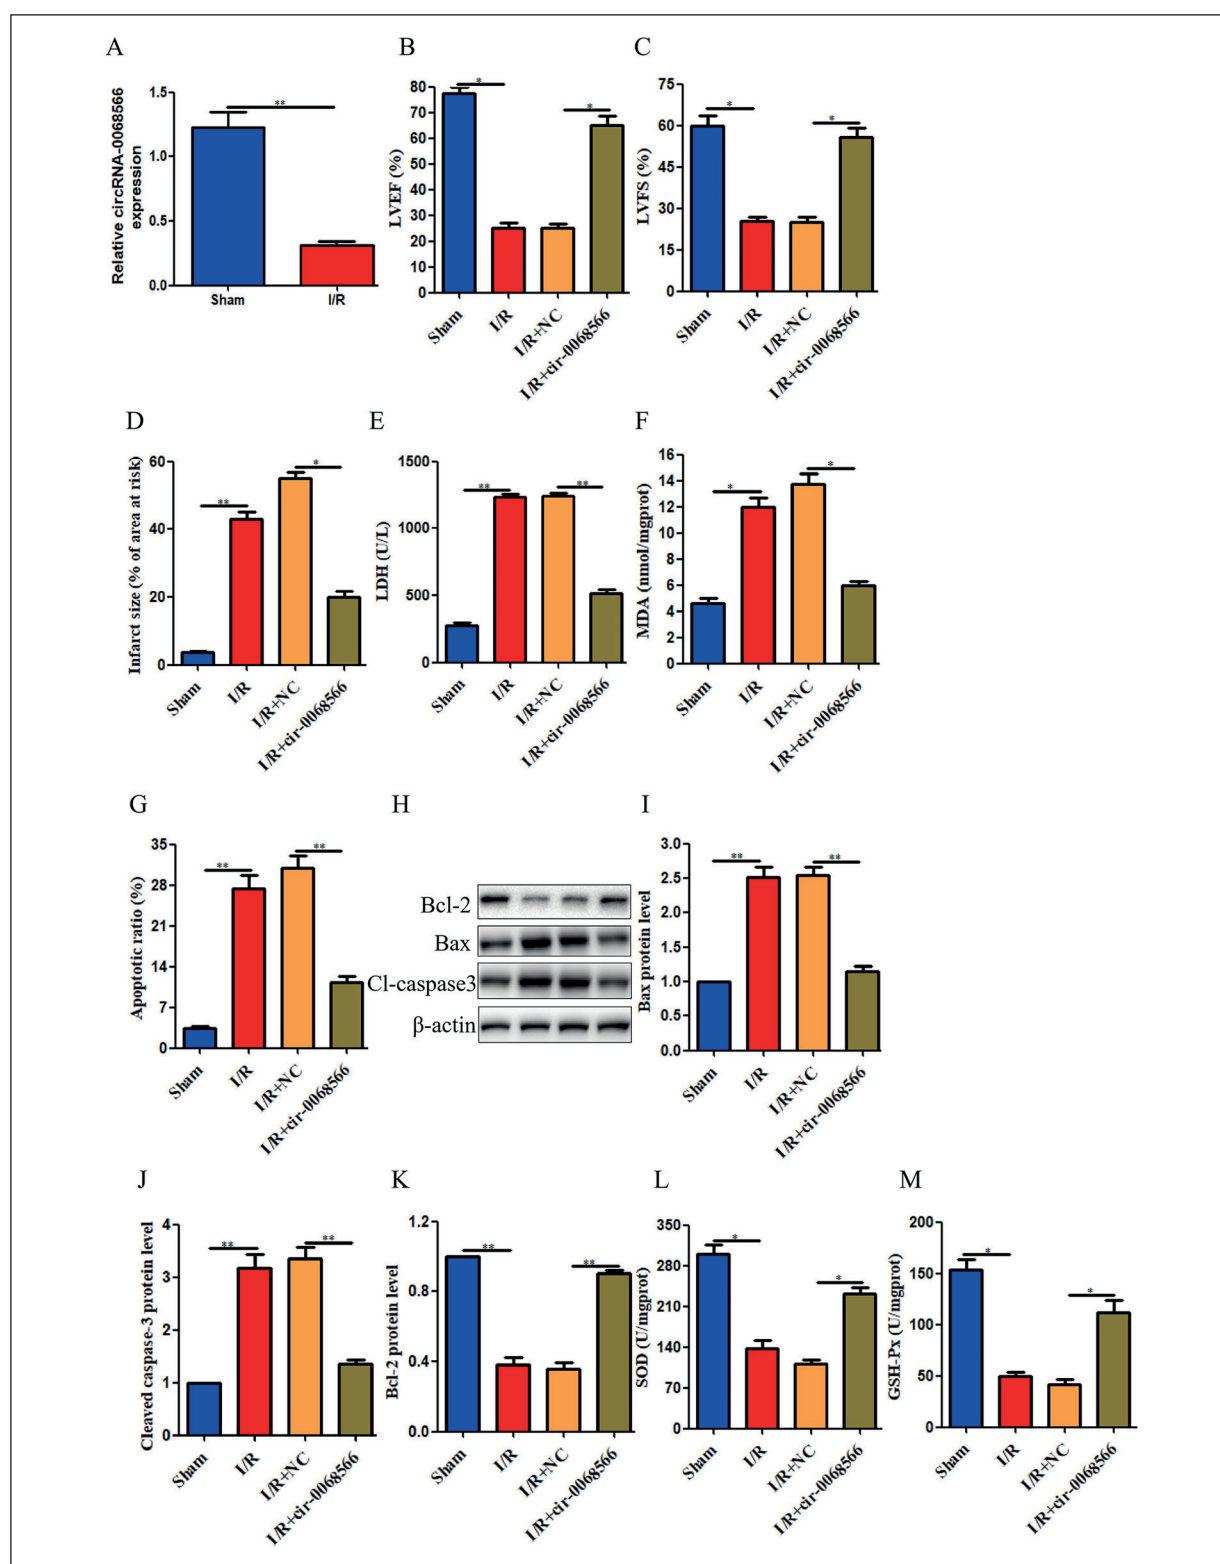 A
Relative circRNA-0068566
expression
1.5
1.0
0.5
0.0
**
Sham
I/R
B
LVEF (%)
80
70
60
50
40
30
20
10
0
*
*
Sham
I/R
I/R+NC
I/R+cir-0068566
C
LVFS (%)
75
60
45
30
15
0
*
*
Sham
I/R
I/R+NC
I/R+cir-0068566
D
Infarct size (% of area at risk)
60
40
20
0
**
*
Sham
I/R
I/R+NC
I/R+cir-0068566
E
LDH (U/L)
1500
1000
500
0
**
**
Sham
I/R
I/R+NC
I/R+cir-0068566
F
MDA (nmol/mgprot)
16
14
12
10
8
6
4
2
0
*
*
Sham
I/R
I/R+NC
I/R+cir-0068566
G
Apoptotic ratio (%)
35
28
21
14
7
0
**
**
Sham
I/R
I/R+NC
I/R+cir-0068566
H
Bcl-2
Bax
Cl-caspase3
β-actin
I
Bax protein level
3.0
2.5
2.0
1.5
1.0
0.5
0.0
**
**
Sham
I/R
I/R+NC
I/R+cir-0068566
J
Cleaved caspase-3 protein level
4
3
2
1
0
**
**
Sham
I/R
I/R+NC
I/R+cir-0068566
K
Bcl-2 protein level
1.2
0.8
0.4
0.0
**
**
Sham
I/R
I/R+NC
I/R+cir-0068566
L
SOD (U/mgprot)
350
280
210
140
70
0
*
*
Sham
I/R
I/R+NC
I/R+cir-0068566
M
GSH-Px (U/mgprot)
200
150
100
50
0
*
*
Sham
I/R
I/R+NC
I/R+cir-0068566